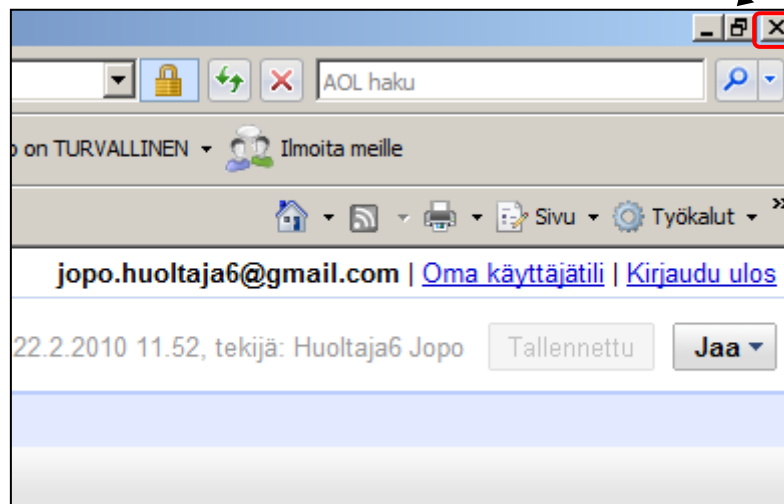 AOL haku
o on TURVALLINEN Ilmoita meille
Sivu Työkalut »
jopo.huoltaja6@gmail.com | Oma käyttäjätili | Kirjaudu ulos
22.2.2010 11.52, tekijä: Huoltaja6 Jopo Tallennettu Jaa